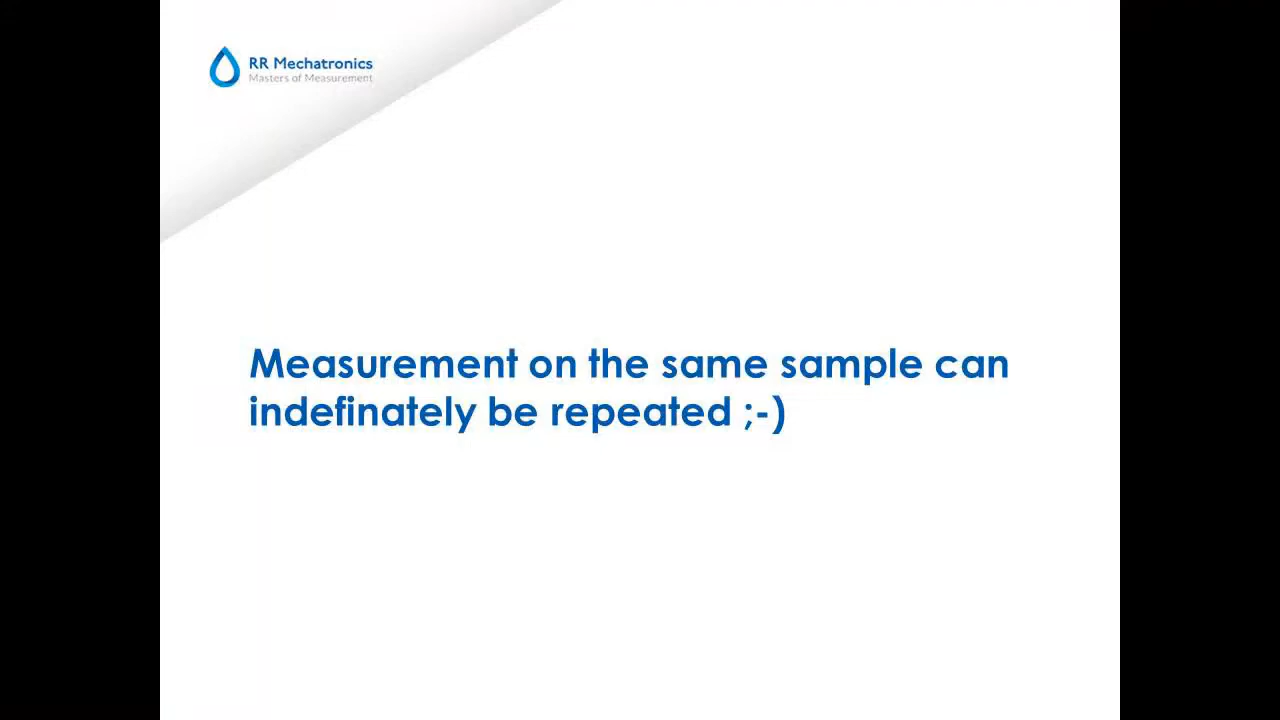 RR Mechatronics
Masters of Measurement
Measurement on the same sample can
indefinately be repeated ;-)